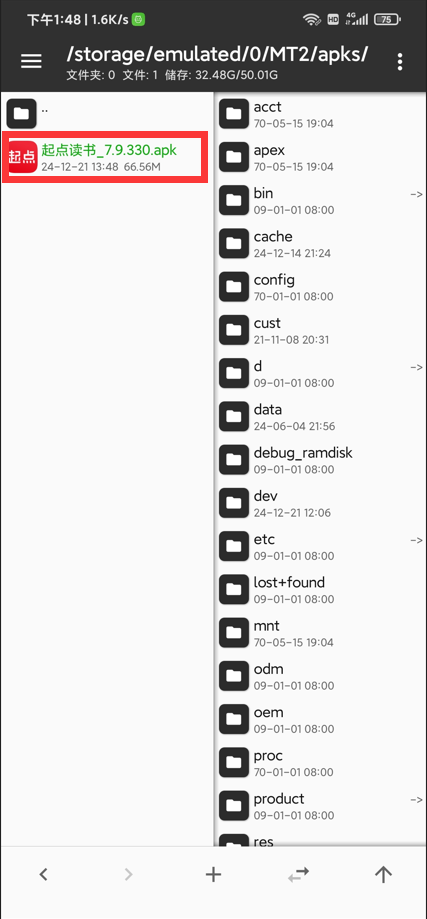 下午1:48 | 1.6K/s HD 4G 75
/storage/emulated/0/MT2/apks/
文件夹: 0 文件: 1 储存: 32.48G/50.01G
..
起点 起点读书_7.9.330.apk
24-12-21 13:48 66.56M
acct
70-05-15 19:04
apex
70-05-15 19:04
bin ->
09-01-01 08:00
cache
24-12-14 21:24
config
70-01-01 08:00
cust
21-11-08 20:31
d ->
09-01-01 08:00
data
24-06-04 21:56
debug_ramdisk
09-01-01 08:00
dev
24-12-21 12:06
etc ->
09-01-01 08:00
lost+found
09-01-01 08:00
mnt
70-05-15 19:04
odm
09-01-01 08:00
oem
09-01-01 08:00
proc
70-01-01 08:00
product ->
09-01-01 08:00
res